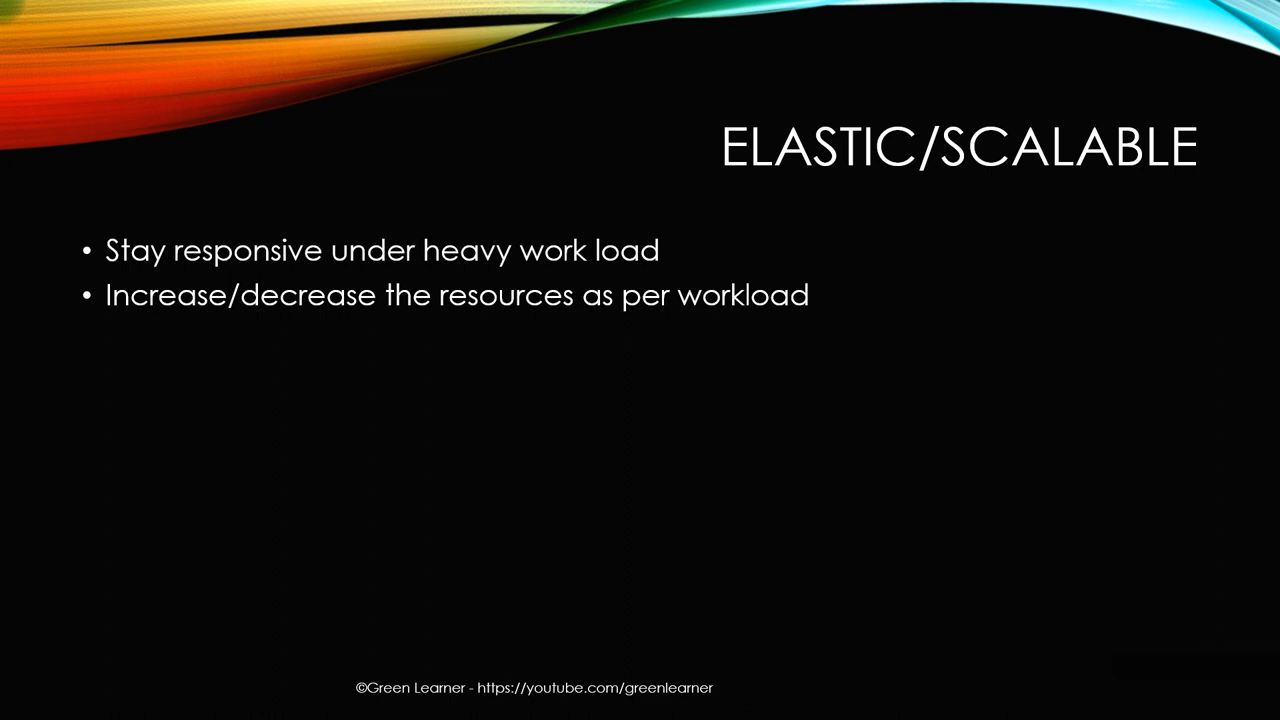 ELASTIC/SCALABLE
• Stay responsive under heavy work load
• Increase/decrease the resources as per workload
©Green Learner - https://youtube.com/greenlearner